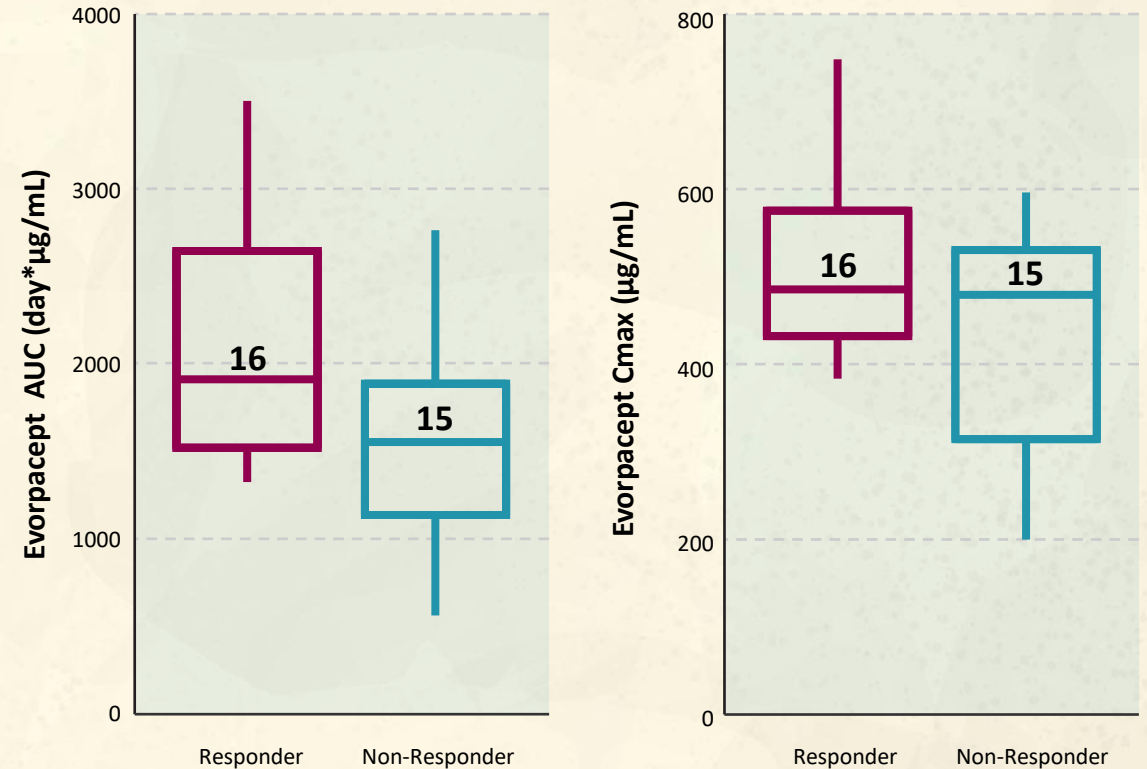 Evorpacept AUC (day*µg/mL)
4000
3000
2000
1000
0
16
15
Responder
Non-Responder
Evorpacept Cmax (µg/mL)
800
600
400
200
0
16
15
Responder
Non-Responder